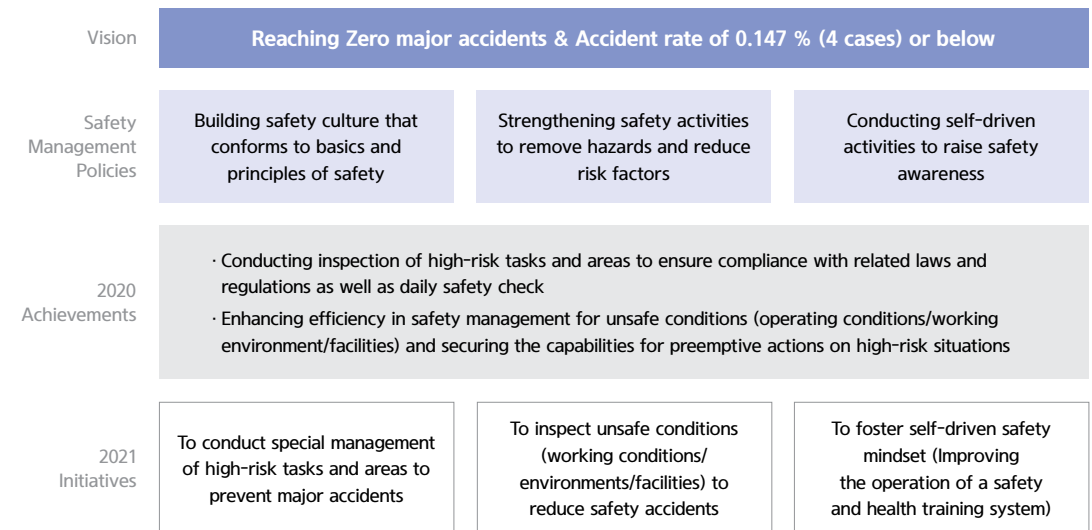 Vision
Reaching Zero major accidents & Accident rate of 0.147 % (4 cases) or below
Safety
Management
Policies
Building safety culture that
conforms to basics and
principles of safety
Strengthening safety activities
to remove hazards and reduce
risk factors
Conducting self-driven
activities to raise safety
awareness
2020
Achievements
· Conducting inspection of high-risk tasks and areas to ensure compliance with related laws and
regulations as well as daily safety check
· Enhancing efficiency in safety management for unsafe conditions (operating conditions/working
environment/facilities) and securing the capabilities for preemptive actions on high-risk situations
2021
Initiatives
To conduct special management
of high-risk tasks and areas to
prevent major accidents
To inspect unsafe conditions
(working conditions/
environments/facilities) to
reduce safety accidents
To foster self-driven safety
mindset (Improving
the operation of a safety
and health training system)